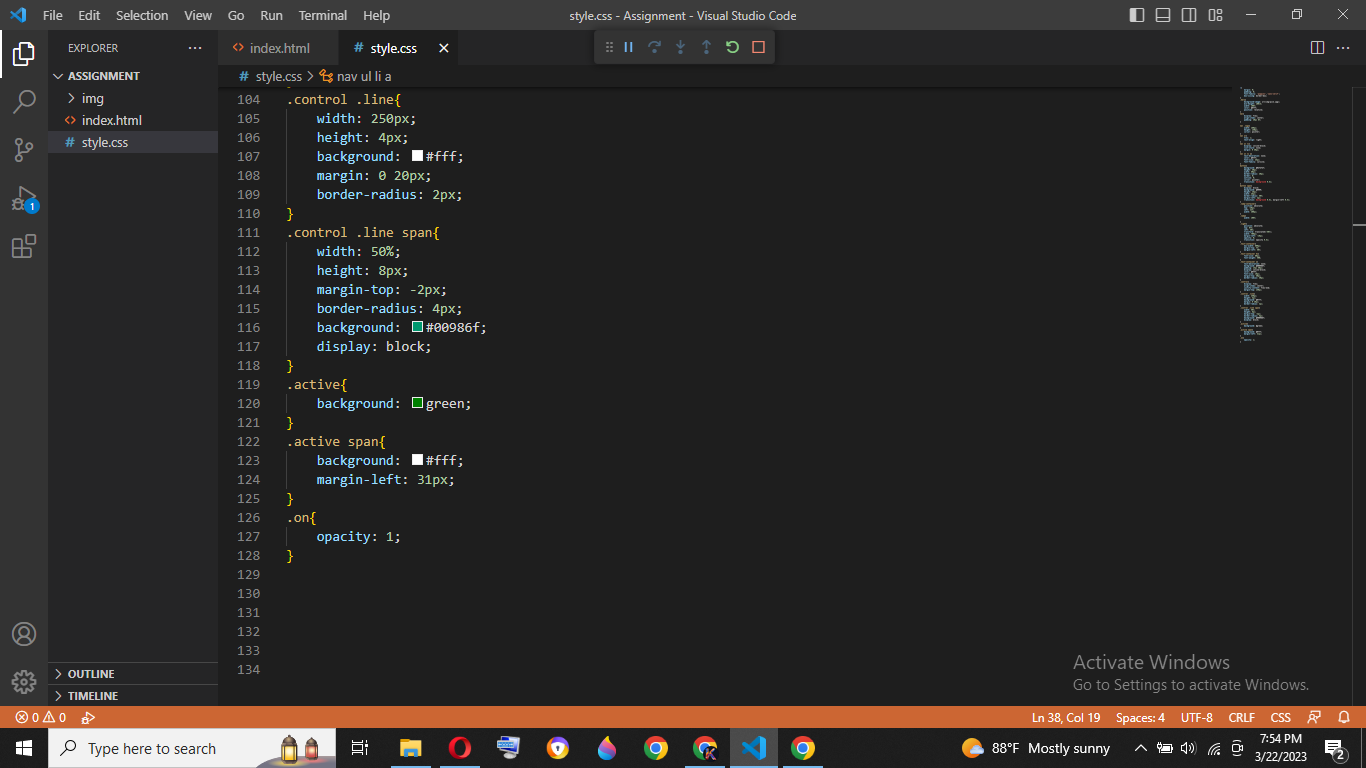 File Edit Selection View Go Run Terminal Help
style.css - Assignment - Visual Studio Code
EXPLORER
index.html
# style.css
ASSIGNMENT
img
index.html
# style.css
# style.css > nav ul li a
104 .control .line{
105 width: 250px;
106 height: 4px;
107 background: #fff;
108 margin: 0 20px;
109 border-radius: 2px;
110 }
111 .control .line span{
112 width: 50%;
113 height: 8px;
114 margin-top: -2px;
115 border-radius: 4px;
116 background: #00986f;
117 display: block;
118 }
119 .active{
120 background: green;
121 }
122 .active span{
123 background: #fff;
124 margin-left: 31px;
125 }
126 .on{
127 opacity: 1;
128 }
129
130
131
132
133
134
1
OUTLINE
TIMELINE
Activate Windows
Go to Settings to activate Windows.
0 0
Ln 38, Col 19 Spaces: 4 UTF-8 CRLF CSS
Type here to search
88°F Mostly sunny
7:54 PM
3/22/2023
2